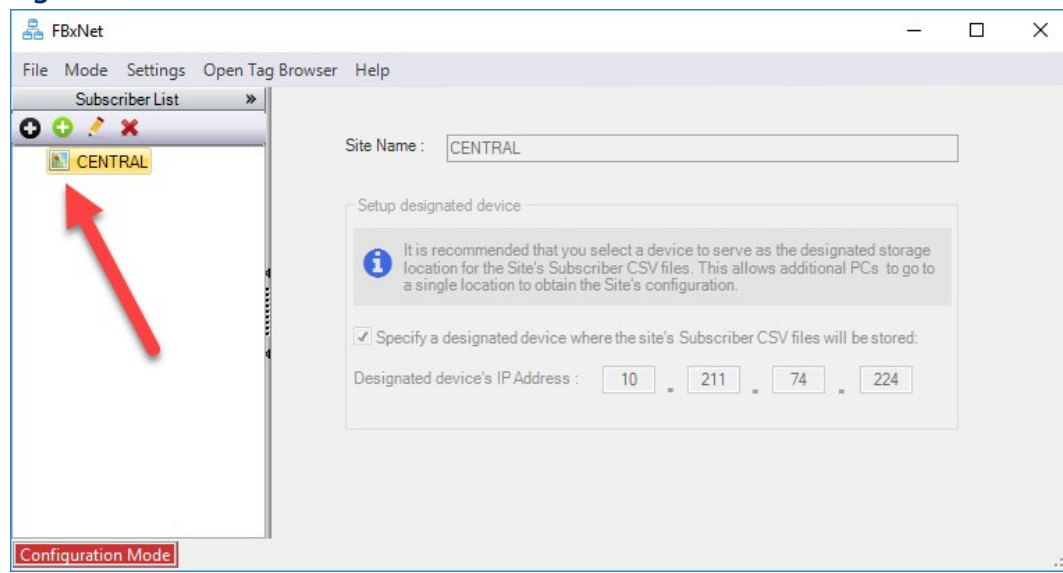 FBxNet
File Mode Settings Open Tag Browser Help
Subscriber List »
CENTRAL
Site Name : CENTRAL
Setup designated device
It is recommended that you select a device to serve as the designated storage
location for the Site's Subscriber CSV files. This allows additional PCs to go to
a single location to obtain the Site's configuration.
Specify a designated device where the site's Subscriber CSV files will be stored:
Designated device's IP Address : 10 . 211 . 74 . 224
Configuration Mode